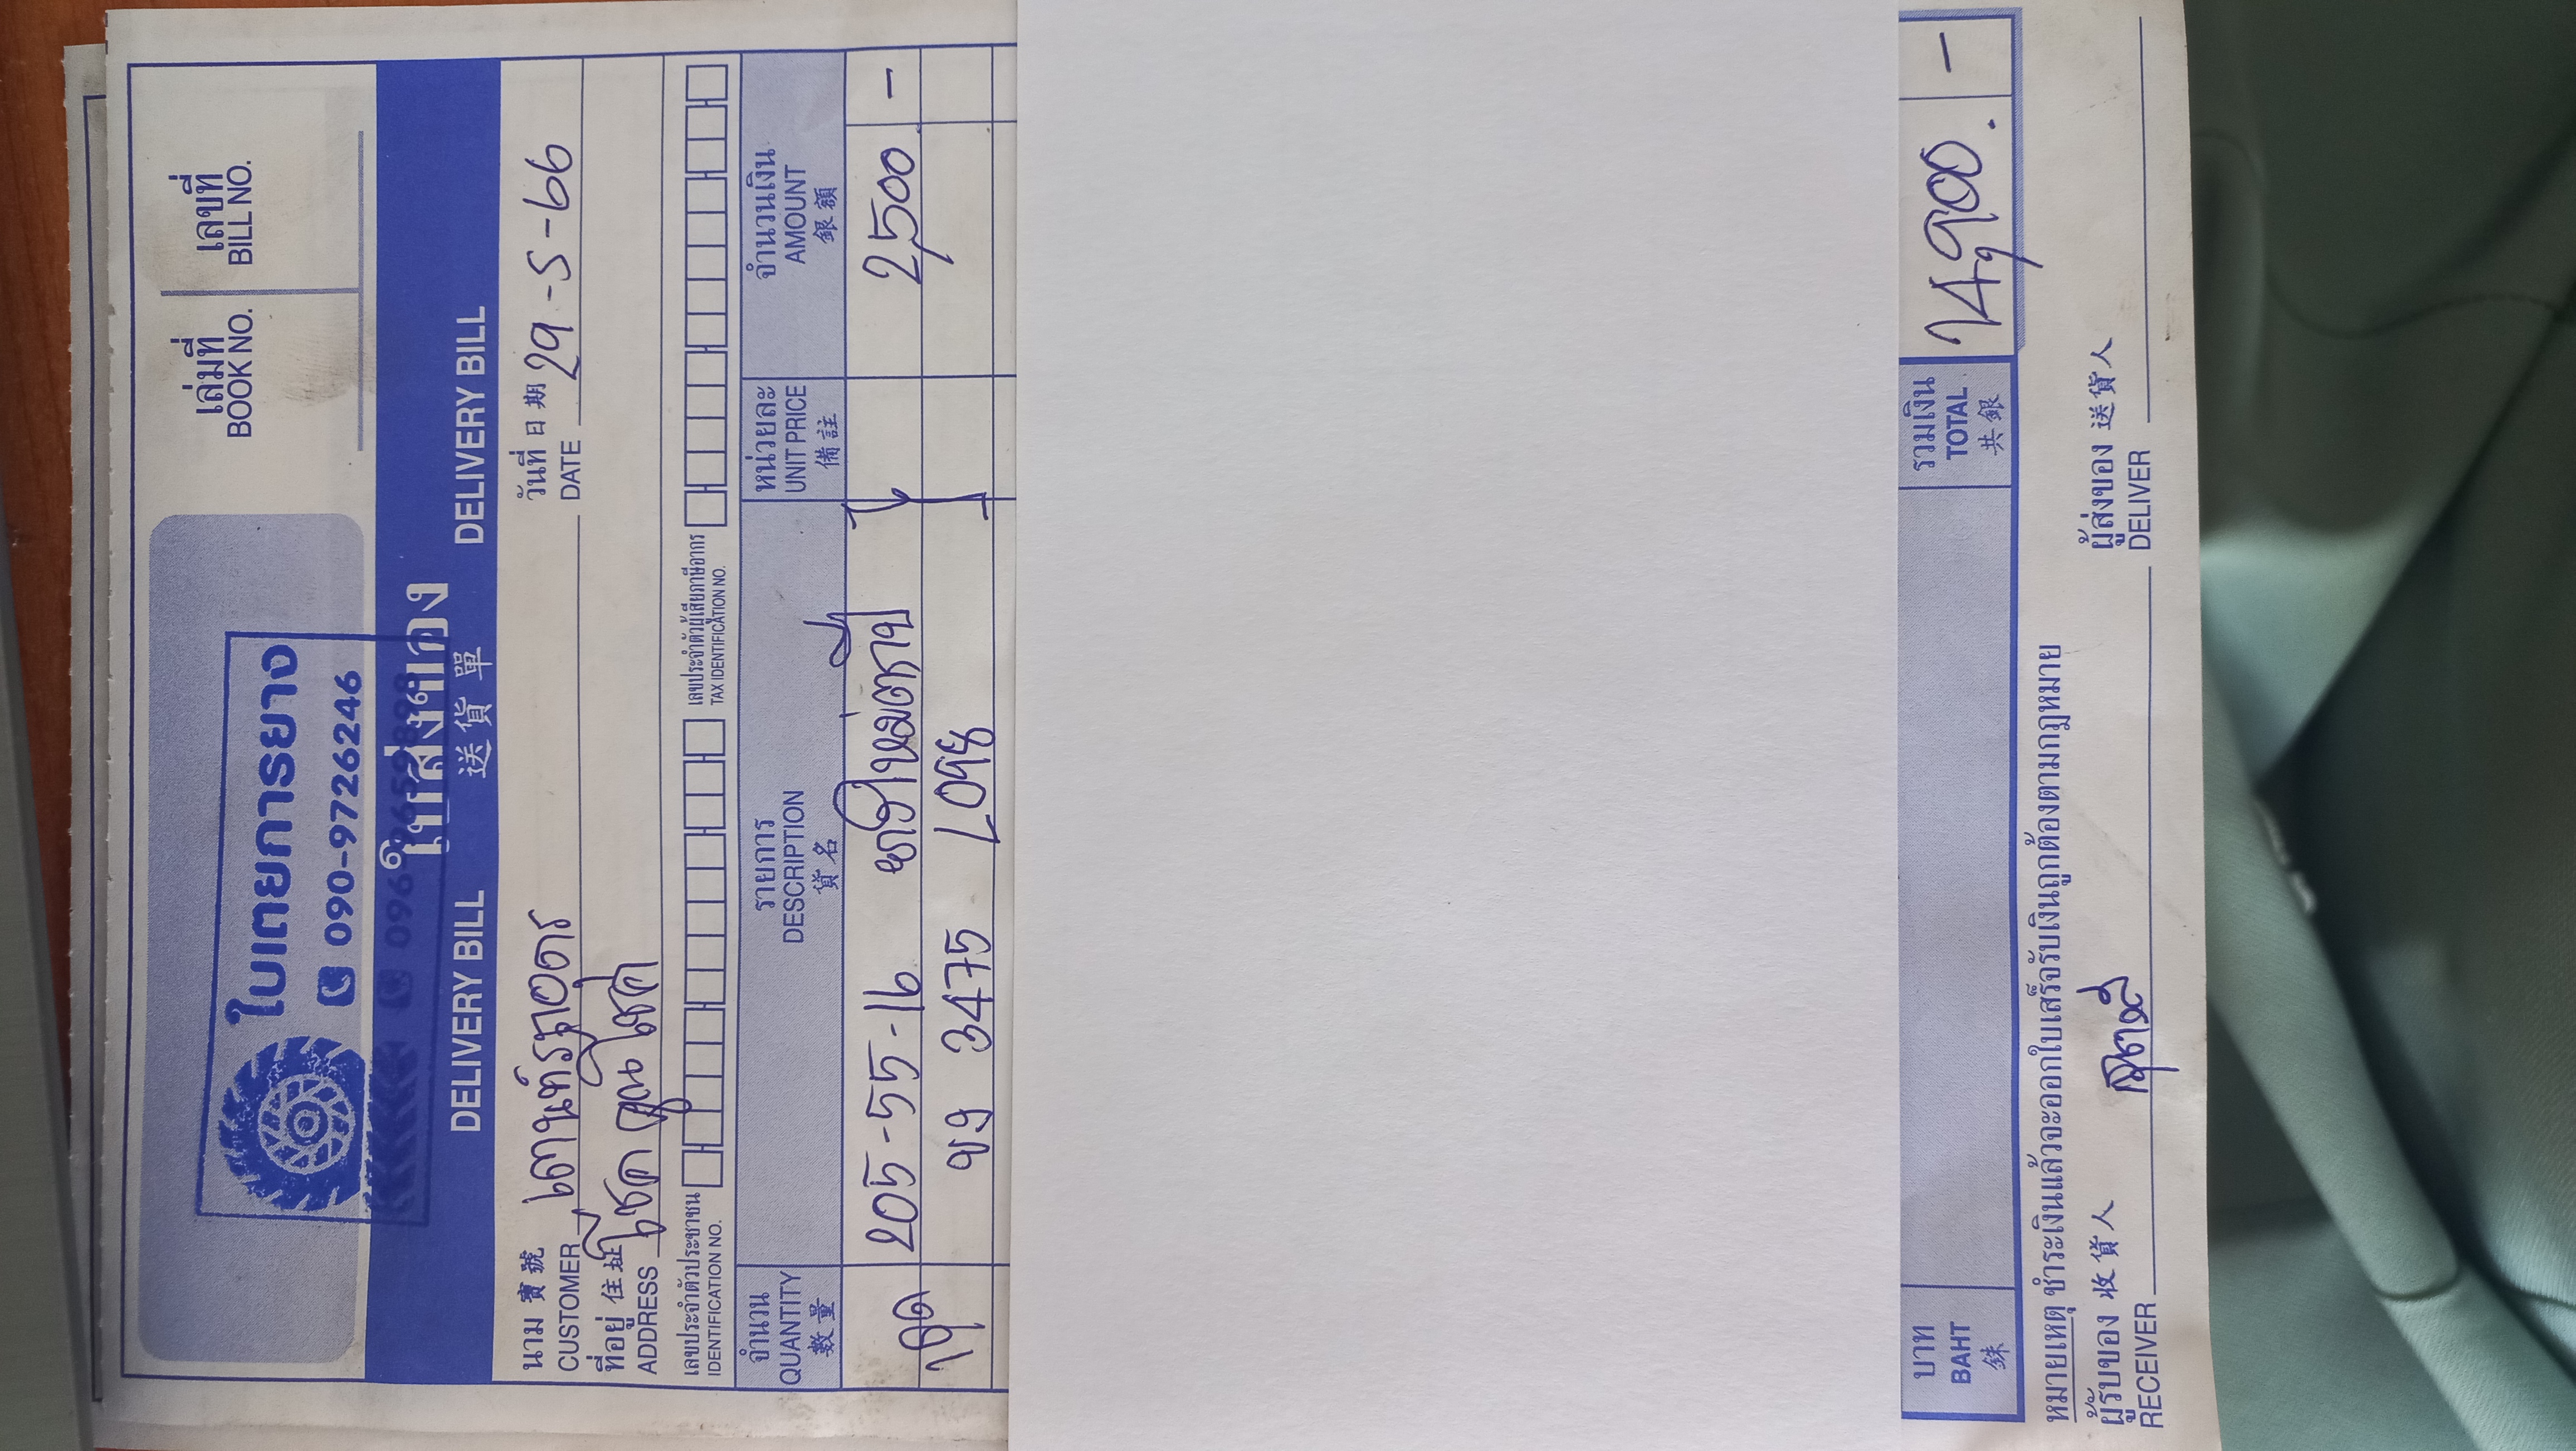 เล่มที่ เลขที่
BOOK NO. BILL NO.
ใบเตยการยาง
090-9726246
ใบส่งของ
DELIVERY BILL 送貨單 DELIVERY BILL
นาม 寶號 วันที่ 日期
CUSTOMER DATE 29-5-66
ที่อยู่ 住址
ADDRESS โชค
เลขประจำตัวประชาชน เลขประจำตัวผู้เสียภาษีอากร
IDENTIFICATION NO. TAX IDENTIFICATION NO.
จำนวน รายการ หน่วยละ จำนวนเงิน
QUANTITY DESCRIPTION UNIT PRICE AMOUNT
數量 貨名 備註 銀額
205-55-16 2,500 -
ขง 3475
บาท รวมเงิน 14,900. -
BAHT TOTAL
銖 共銀
หมายเหตุ ชำระเงินแล้วจะออกใบเสร็จรับเงินถูกต้องตามกฎหมาย
ผู้รับของ 收貨人 ผู้ส่งของ 送貨人
RECEIVER DELIVER